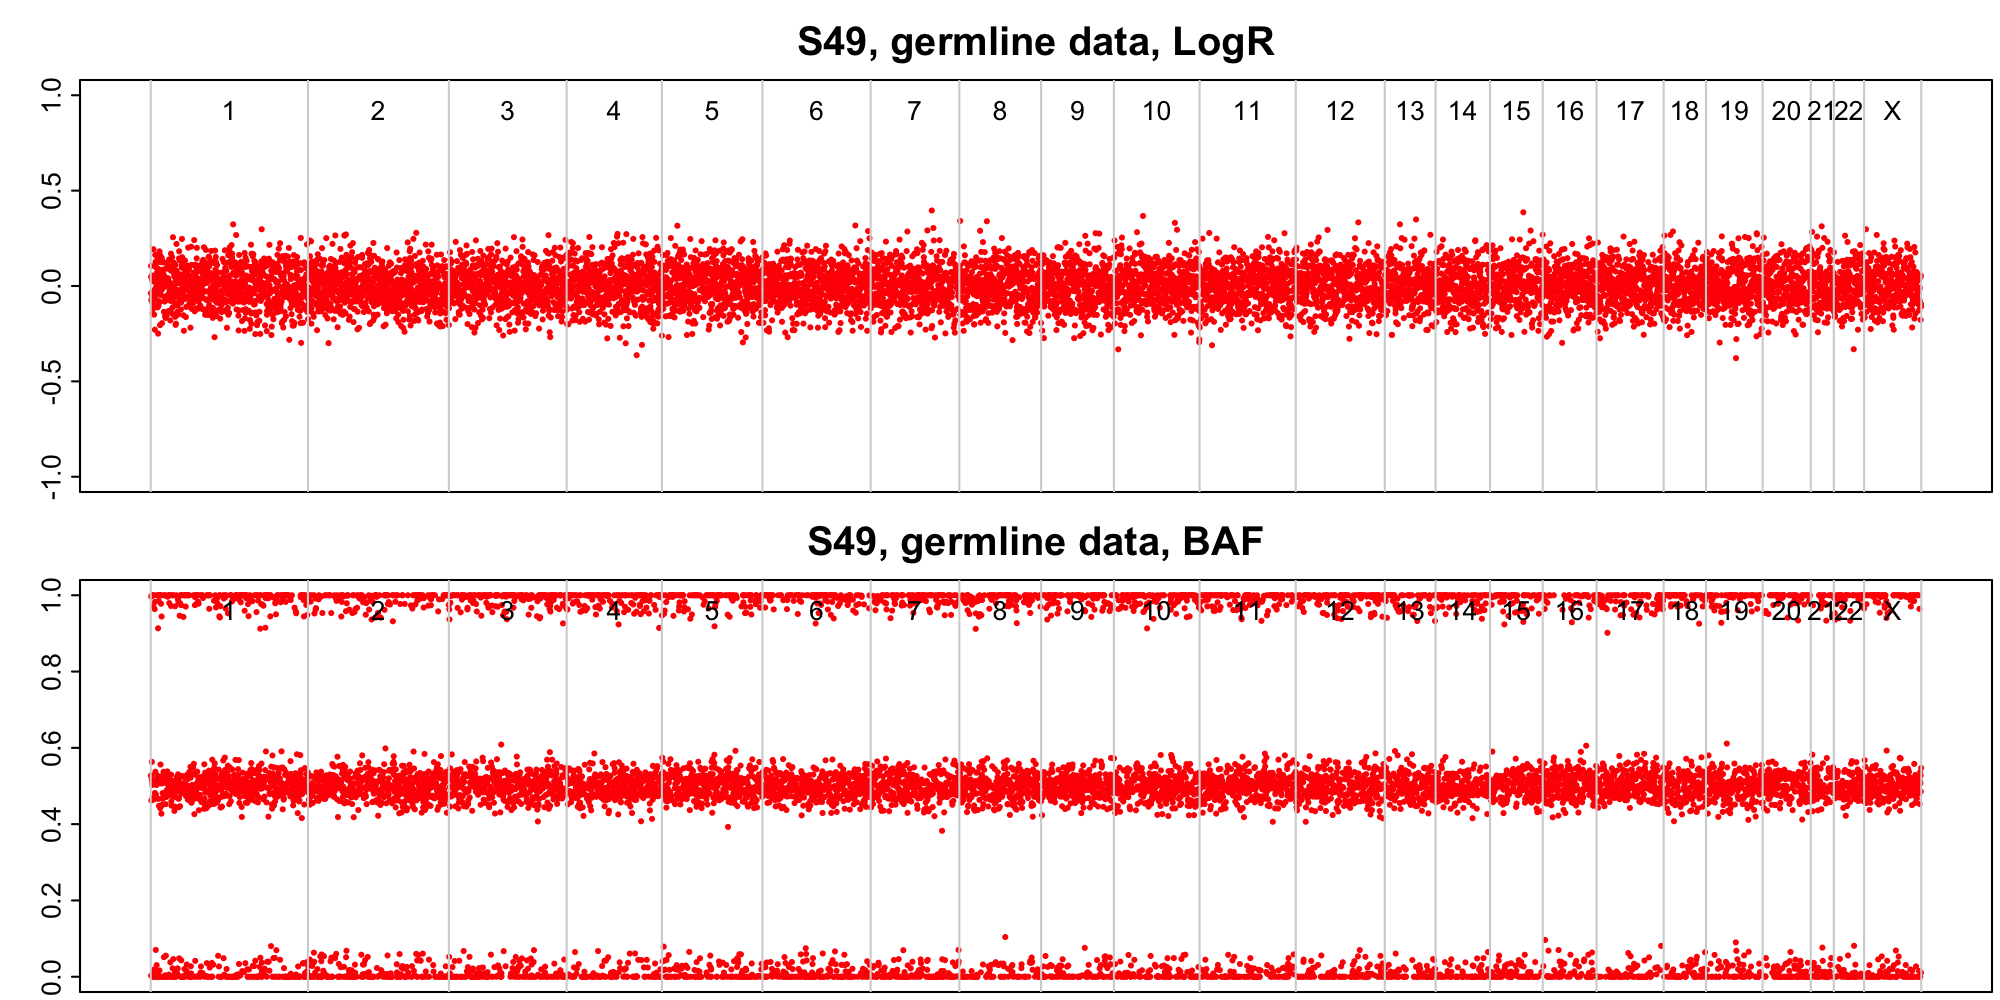 S49, germline data, LogR
1.0
0.5
0.0
-0.5
-1.0
1 2 3 4 5 6 7 8 9 10 11 12 13 14 15 16 17 18 19 20 21 22 X
S49, germline data, BAF
1.0
0.8
0.6
0.4
0.2
0.0
1 2 3 4 5 6 7 8 9 10 11 12 13 14 15 16 17 18 19 20 21 22 X